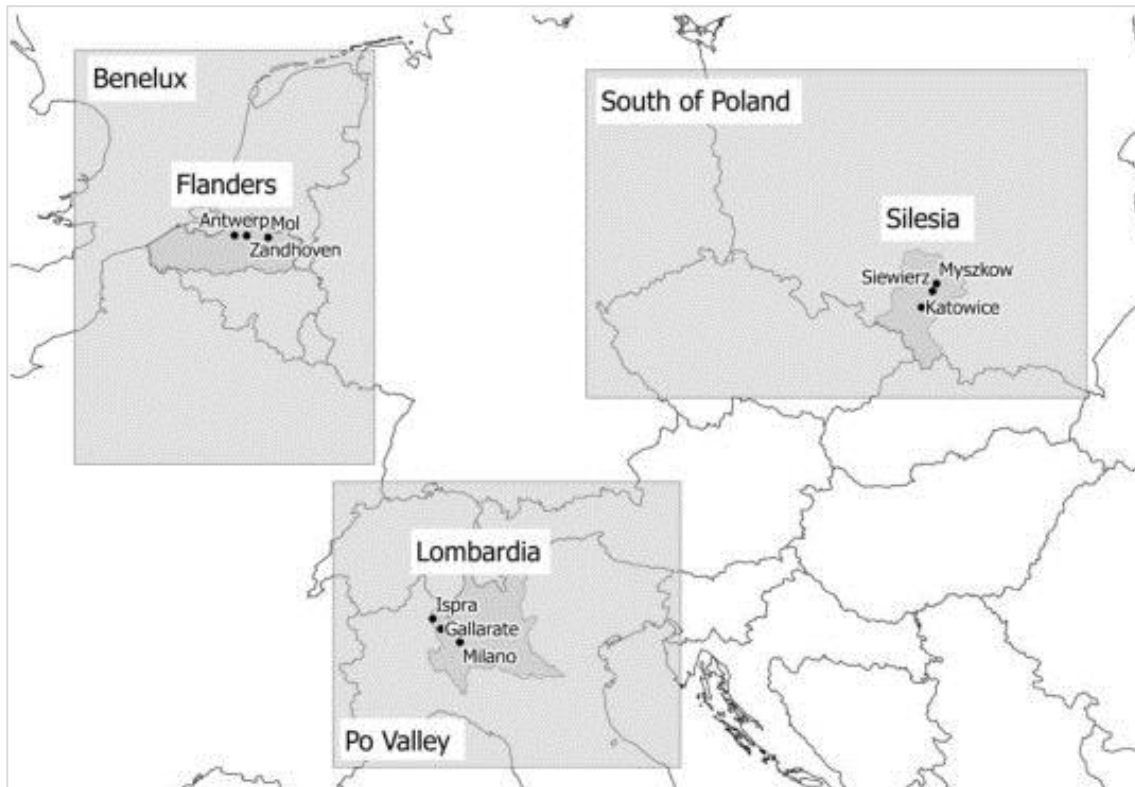 Benelux
Flanders
Antwerp
Mol
Zandhoven
South of Poland
Silesia
Siewierz
Myszkow
Katowice
Lombardia
Ispra
Gallarate
Milano
Po Valley